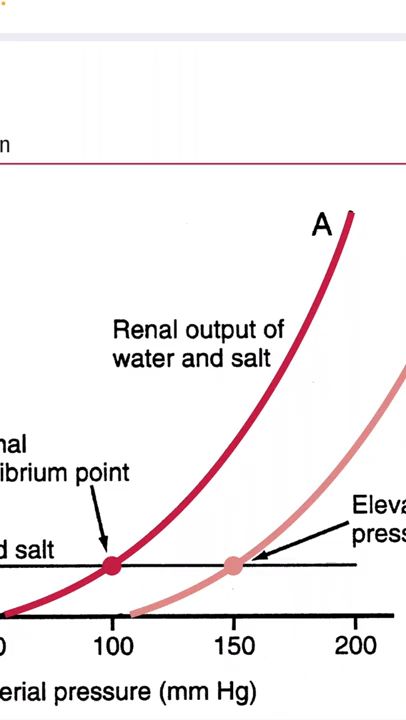 n
A
Renal output of
water and salt
nal
ibrium point
Eleva
press
d salt
0 100 150 200
erial pressure (mm Hg)